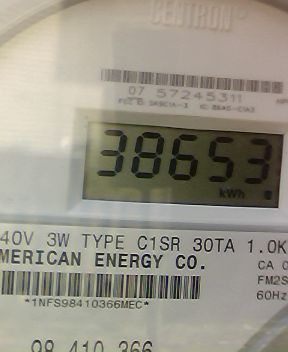 CENTRON®
07 57245311
38653
kWh
40V 3W TYPE C1SR 30TA 1.0K
MERICAN ENERGY CO.
CA 0
FM2S
60Hz
*1NFS98410366MEC*
98 410 366